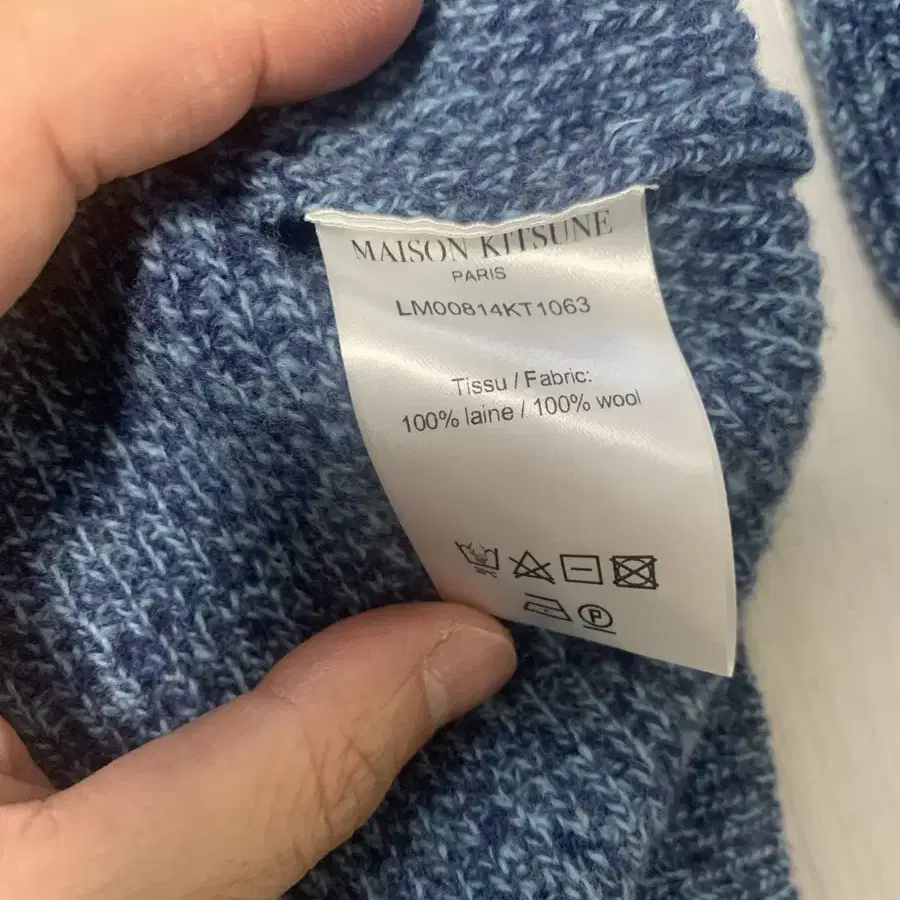 MAISON KITSUNE
PARIS
LM00814KT1063
Tissu / Fabric:
100% laine / 100% wool
P